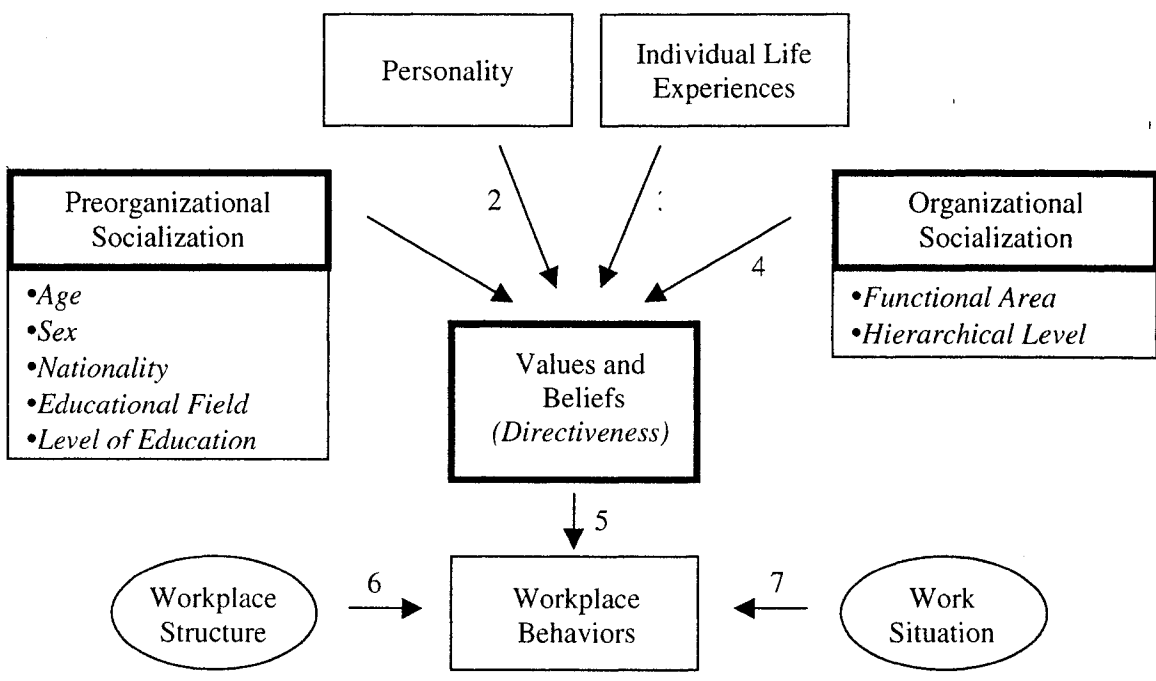 Personality
Individual Life
Experiences
Preorganizational
Socialization
•Age
•Sex
•Nationality
•Educational Field
•Level of Education
2
4
Organizational
Socialization
•Functional Area
•Hierarchical Level
Values and
Beliefs
(Directiveness)
5
Workplace
Structure
6
Workplace
Behaviors
7
Work
Situation